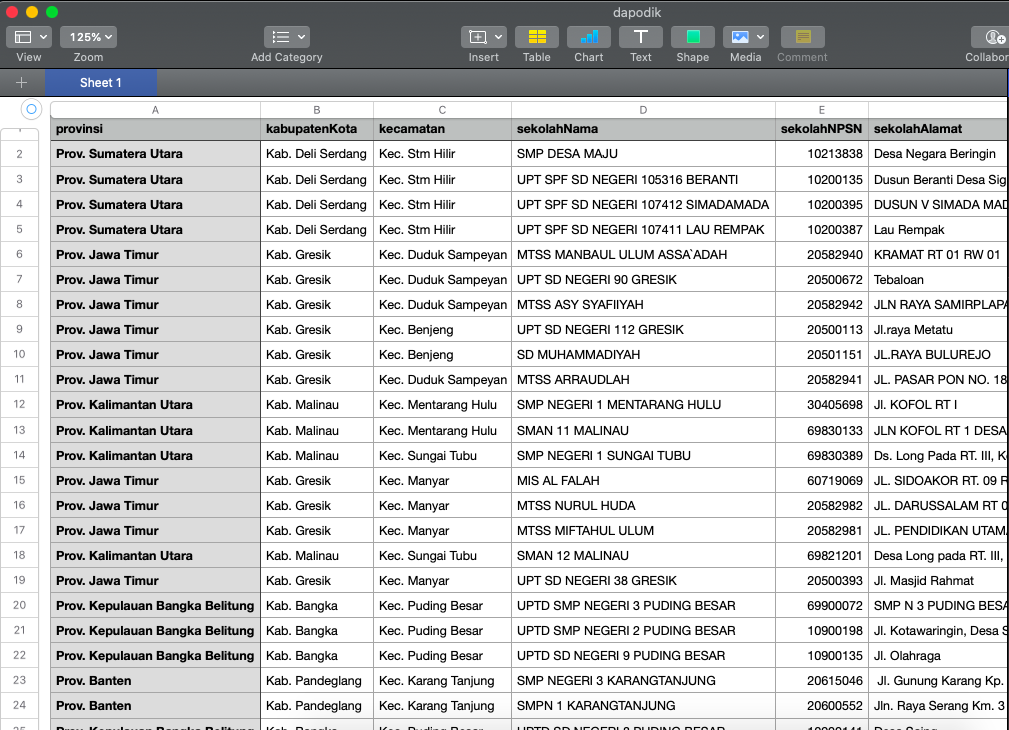 dapodik
125%
View Zoom Add Category Insert Table Chart Text Shape Media Comment Collabor
Sheet 1
A B C D E
provinsi kabupatenKota kecamatan sekolahNama sekolahNPSN sekolahAlamat
2 Prov. Sumatera Utara Kab. Deli Serdang Kec. Stm Hilir SMP DESA MAJU 10213838 Desa Negara Beringin
3 Prov. Sumatera Utara Kab. Deli Serdang Kec. Stm Hilir UPT SPF SD NEGERI 105316 BERANTI 10200135 Dusun Beranti Desa Sig
4 Prov. Sumatera Utara Kab. Deli Serdang Kec. Stm Hilir UPT SPF SD NEGERI 107412 SIMADAMADA 10200395 DUSUN V SIMADA MAD
5 Prov. Sumatera Utara Kab. Deli Serdang Kec. Stm Hilir UPT SPF SD NEGERI 107411 LAU REMPAK 10200387 Lau Rempak
6 Prov. Jawa Timur Kab. Gresik Kec. Duduk Sampeyan MTSS MANBAUL ULUM ASSA`ADAH 20582940 KRAMAT RT 01 RW 01
7 Prov. Jawa Timur Kab. Gresik Kec. Duduk Sampeyan UPT SD NEGERI 90 GRESIK 20500672 Tebaloan
8 Prov. Jawa Timur Kab. Gresik Kec. Duduk Sampeyan MTSS ASY SYAFIIYAH 20582942 JLN RAYA SAMIRPLAPA
9 Prov. Jawa Timur Kab. Gresik Kec. Benjeng UPT SD NEGERI 112 GRESIK 20500113 Jl.raya Metatu
10 Prov. Jawa Timur Kab. Gresik Kec. Benjeng SD MUHAMMADIYAH 20501151 JL.RAYA BULUREJO
11 Prov. Jawa Timur Kab. Gresik Kec. Duduk Sampeyan MTSS ARRAUDLAH 20582941 JL. PASAR PON NO. 18
12 Prov. Kalimantan Utara Kab. Malinau Kec. Mentarang Hulu SMP NEGERI 1 MENTARANG HULU 30405698 Jl. KOFOL RT I
13 Prov. Kalimantan Utara Kab. Malinau Kec. Mentarang Hulu SMAN 11 MALINAU 69830133 JLN KOFOL RT 1 DESA
14 Prov. Kalimantan Utara Kab. Malinau Kec. Sungai Tubu SMP NEGERI 1 SUNGAI TUBU 69830389 Ds. Long Pada RT. III, K
15 Prov. Jawa Timur Kab. Gresik Kec. Manyar MIS AL FALAH 60719069 JL. SIDOAKOR RT. 09 R
16 Prov. Jawa Timur Kab. Gresik Kec. Manyar MTSS NURUL HUDA 20582982 JL. DARUSSALAM RT 0
17 Prov. Jawa Timur Kab. Gresik Kec. Manyar MTSS MIFTAHUL ULUM 20582981 JL. PENDIDIKAN UTAM
18 Prov. Kalimantan Utara Kab. Malinau Kec. Sungai Tubu SMAN 12 MALINAU 69821201 Desa Long pada RT. III,
19 Prov. Jawa Timur Kab. Gresik Kec. Manyar UPT SD NEGERI 38 GRESIK 20500393 Jl. Masjid Rahmat
20 Prov. Kepulauan Bangka Belitung Kab. Bangka Kec. Puding Besar UPTD SMP NEGERI 3 PUDING BESAR 69900072 SMP N 3 PUDING BESA
21 Prov. Kepulauan Bangka Belitung Kab. Bangka Kec. Puding Besar UPTD SMP NEGERI 2 PUDING BESAR 10900198 Jl. Kotawaringin, Desa S
22 Prov. Kepulauan Bangka Belitung Kab. Bangka Kec. Puding Besar UPTD SD NEGERI 9 PUDING BESAR 10900135 Jl. Olahraga
23 Prov. Banten Kab. Pandeglang Kec. Karang Tanjung SMP NEGERI 3 KARANGTANJUNG 20615046 Jl. Gunung Karang Kp.
24 Prov. Banten Kab. Pandeglang Kec. Karang Tanjung SMPN 1 KARANGTANJUNG 20600552 Jln. Raya Serang Km. 3